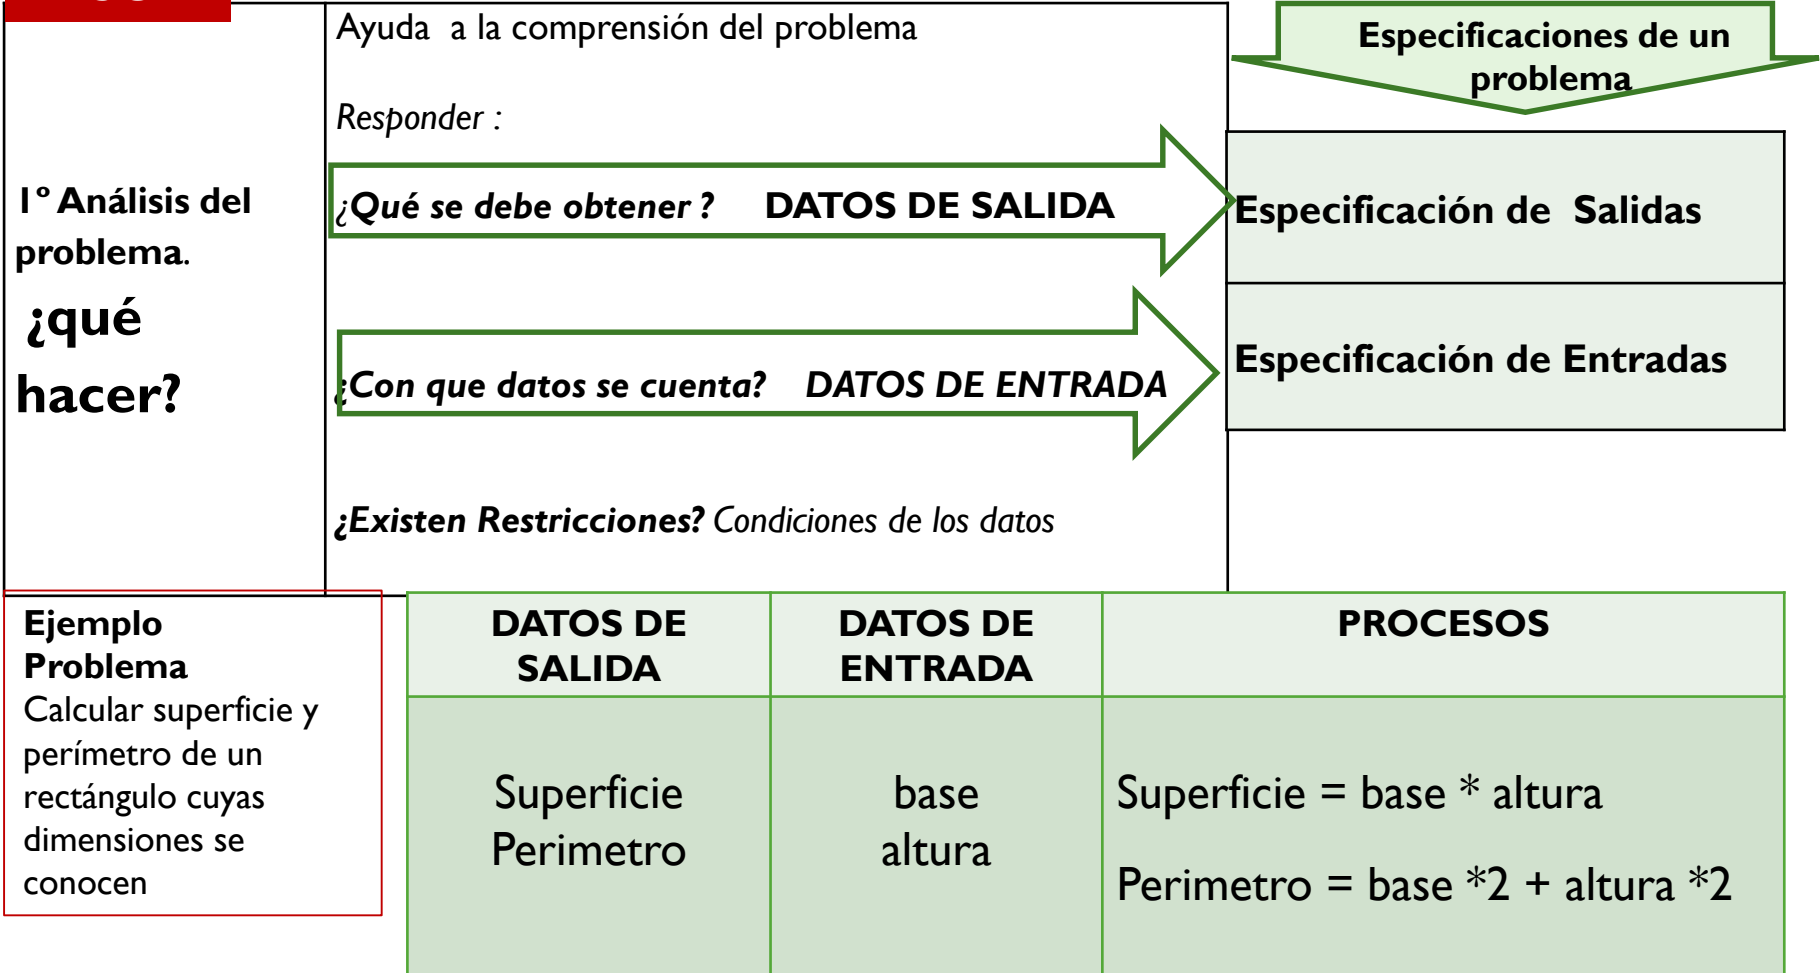 Ayuda a la comprensión del problema
Responder :
1º Análisis del
problema.
¿qué
hacer?
¿Qué se debe obtener ? DATOS DE SALIDA
¿Con que datos se cuenta? DATOS DE ENTRADA
¿Existen Restricciones? Condiciones de los datos
Especificaciones de un
problema
Especificación de Salidas
Especificación de Entradas
Ejemplo
Problema
Calcular superficie y
perímetro de un
rectángulo cuyas
dimensiones se
conocen
DATOS DE
SALIDA
DATOS DE
ENTRADA
PROCESOS
Superficie
Perimetro
base
altura
Superficie = base * altura
Perimetro = base *2 + altura *2